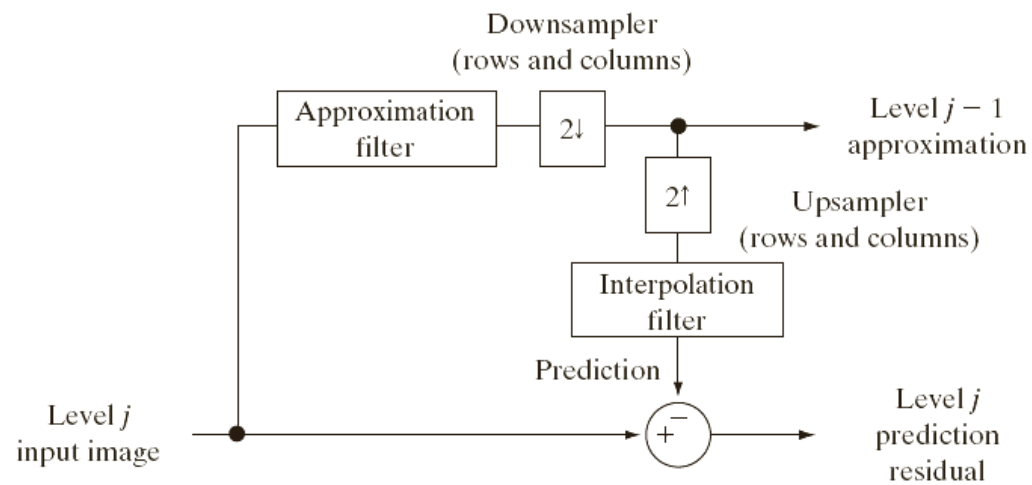 Downsampler
(rows and columns)
Approximation
filter
2↓
Level j − 1
approximation
2↑
Upsampler
(rows and columns)
Interpolation
filter
Prediction
Level j
input image
+
−
Level j
prediction
residual